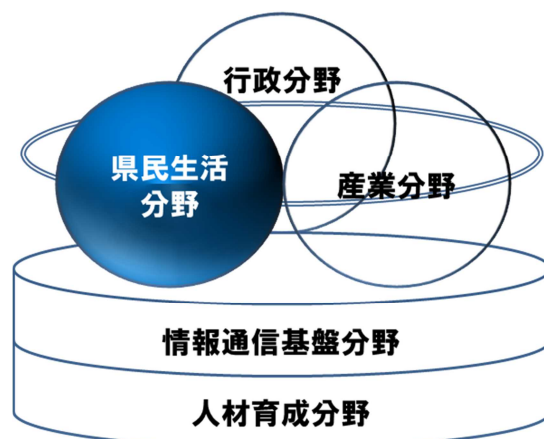 行政分野
県民生活
分野
産業分野
情報通信基盤分野
人材育成分野